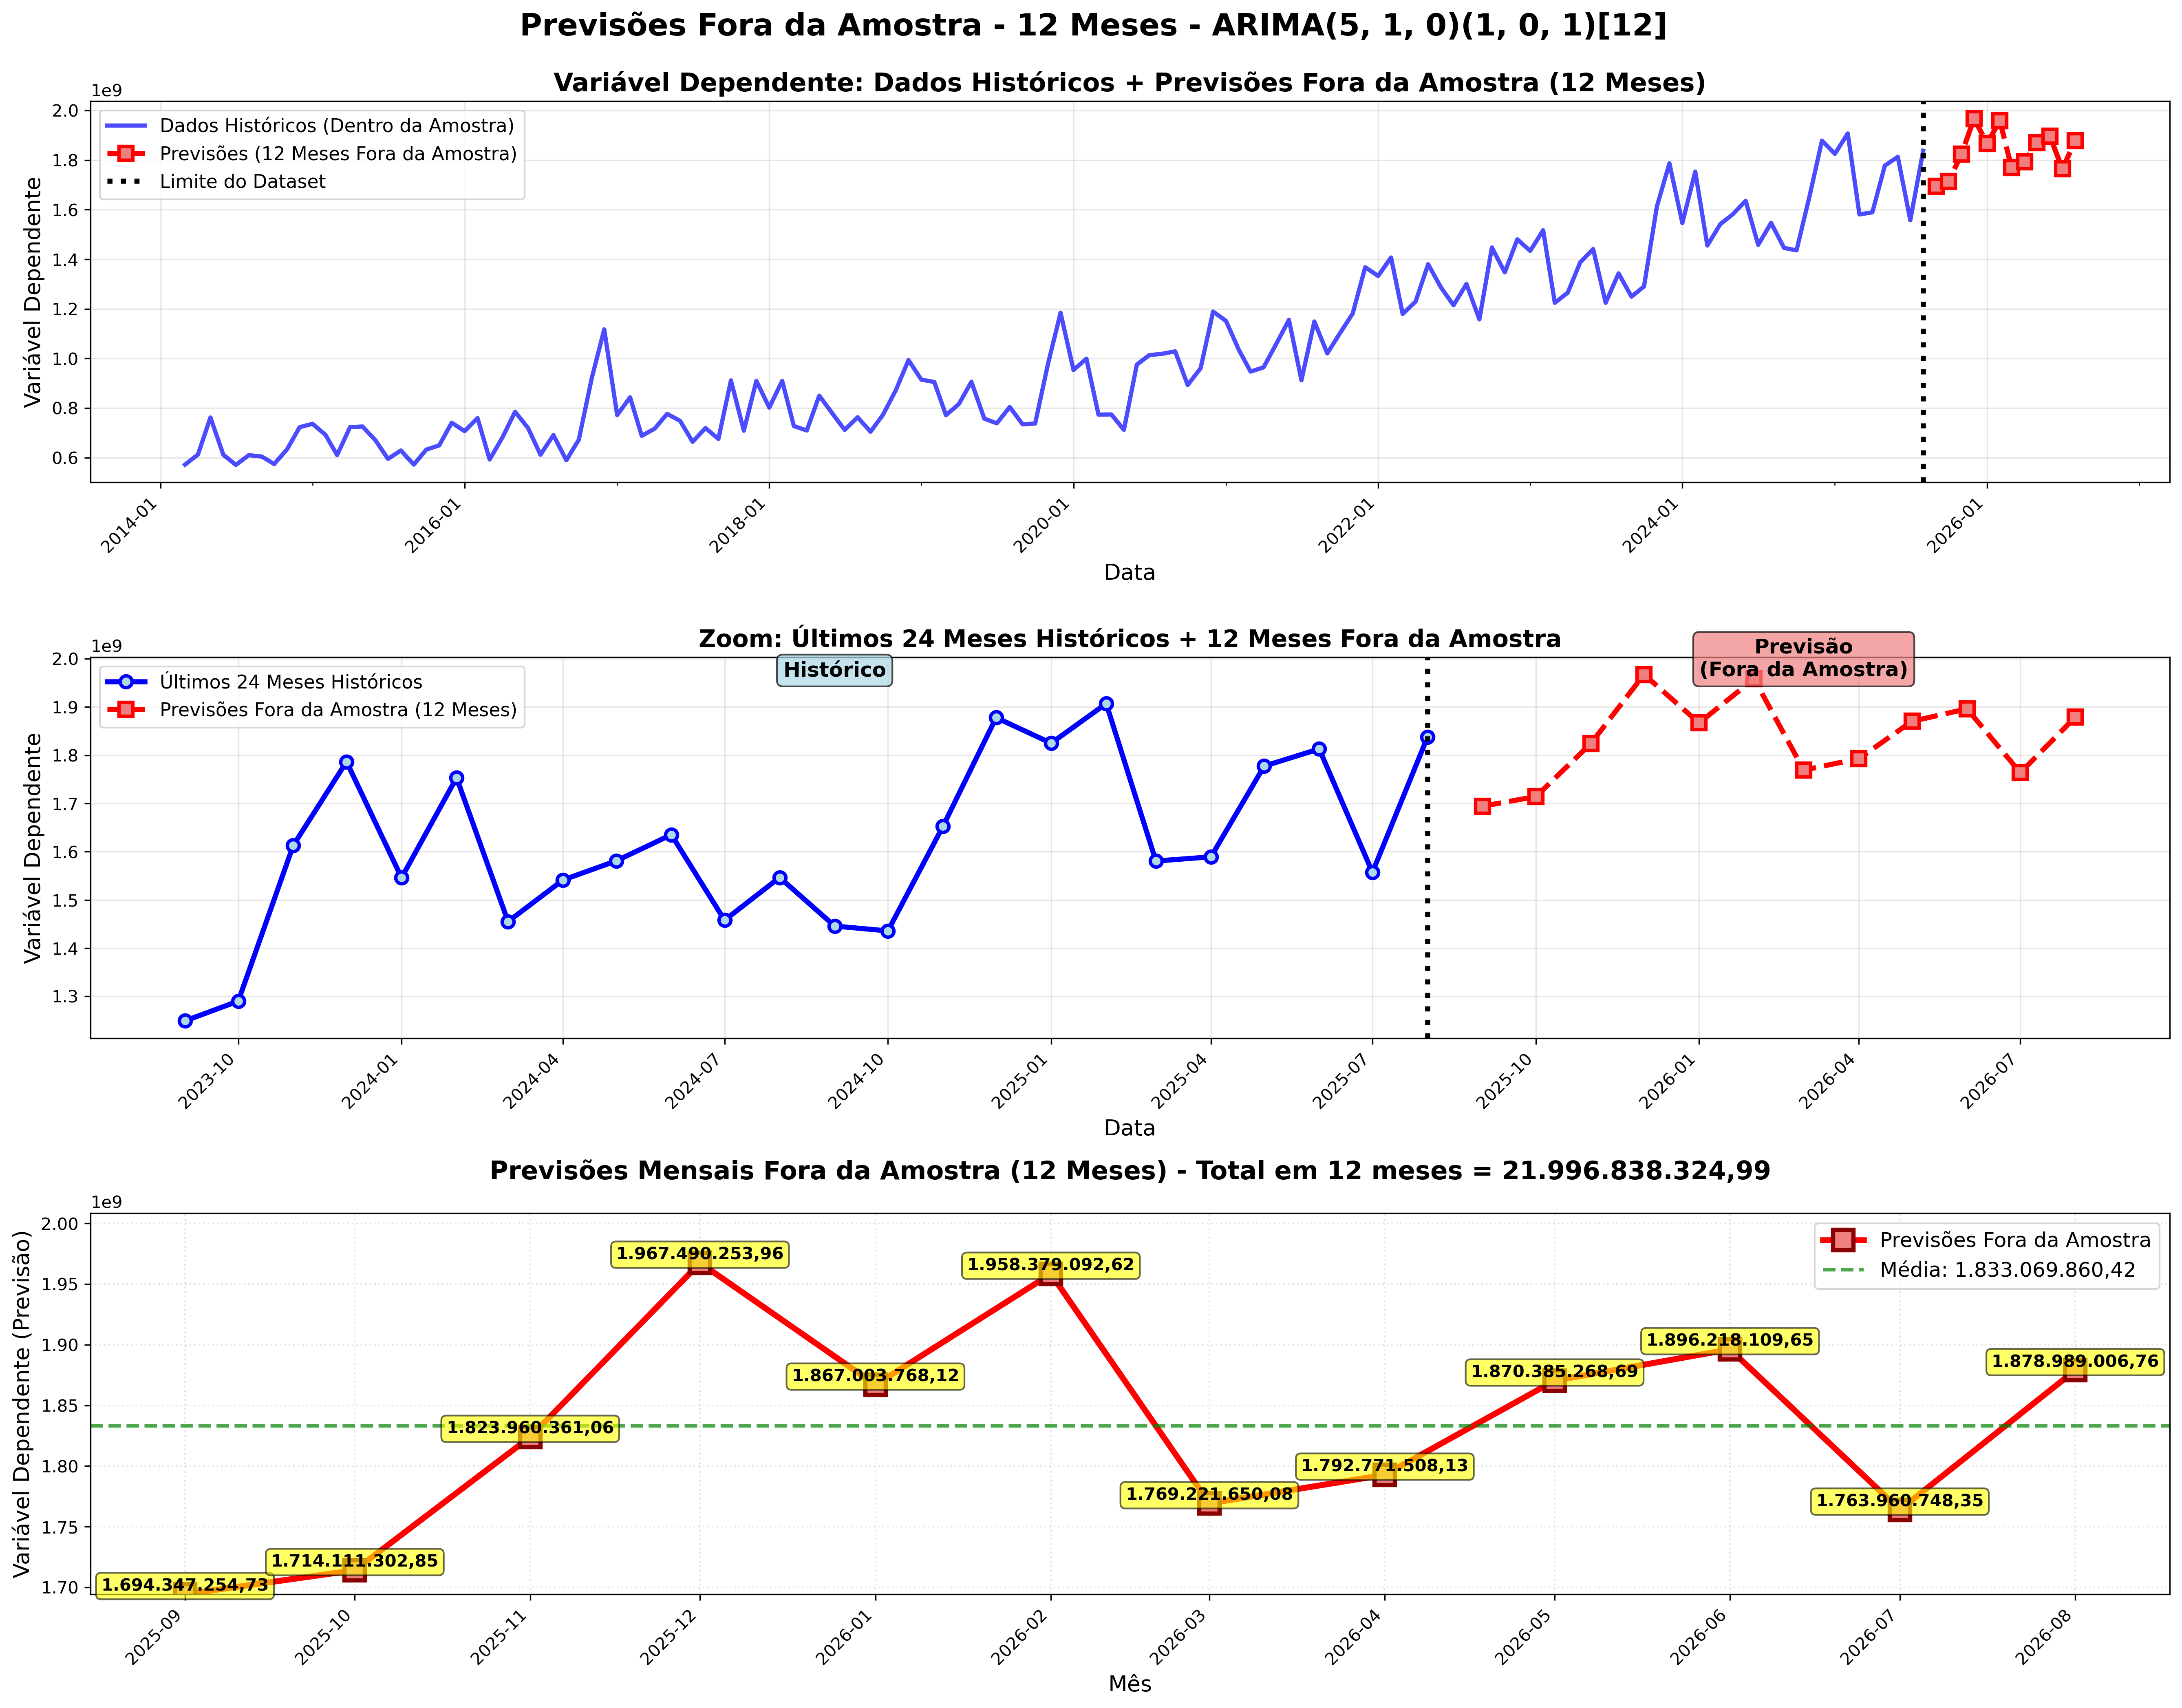 Previsões Fora da Amostra - 12 Meses - ARIMA(5, 1, 0)(1, 0, 1)[12]
Variável Dependente: Dados Históricos + Previsões Fora da Amostra (12 Meses)
1e9
Dados Históricos (Dentro da Amostra)
Previsões (12 Meses Fora da Amostra)
Limite do Dataset
Variável Dependente
2.0
1.8
1.6
1.4
1.2
1.0
0.8
0.6
2014-01
2016-01
2018-01
2020-01
2022-01
2024-01
2026-01
Data
Zoom: Últimos 24 Meses Históricos + 12 Meses Fora da Amostra
1e9
Últimos 24 Meses Históricos
Previsões Fora da Amostra (12 Meses)
Histórico
Previsão
(Fora da Amostra)
Variável Dependente
2.0
1.9
1.8
1.7
1.6
1.5
1.4
1.3
2023-10
2024-01
2024-04
2024-07
2024-10
2025-01
2025-04
2025-07
2025-10
2026-01
2026-04
2026-07
Data
Previsões Mensais Fora da Amostra (12 Meses) - Total em 12 meses = 21.996.838.324,99
1e9
Previsões Fora da Amostra
Média: 1.833.069.860,42
Variável Dependente (Previsão)
2.00
1.95
1.90
1.85
1.80
1.75
1.70
1.694.347.254,73
1.714.111.302,85
1.823.960.361,06
1.967.490.253,96
1.867.003.768,12
1.958.379.092,62
1.769.221.650,08
1.792.771.508,13
1.870.385.268,69
1.896.218.109,65
1.763.960.748,35
1.878.989.006,76
2025-09
2025-10
2025-11
2025-12
2026-01
2026-02
2026-03
2026-04
2026-05
2026-06
2026-07
2026-08
Mês